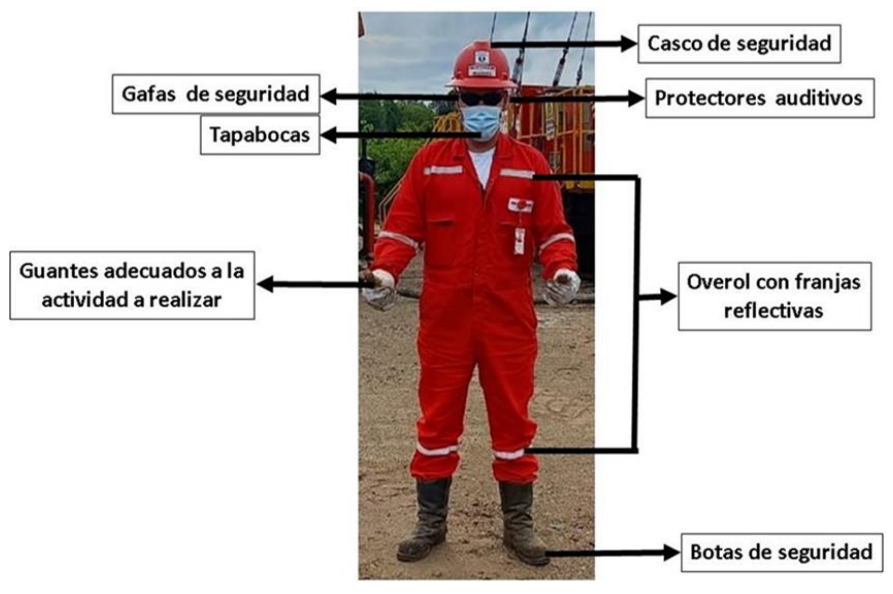 Casco de seguridad
Gafas de seguridad
Protectores auditivos
Tapabocas
Guantes adecuados a la
actividad a realizar
Overol con franjas
reflectivas
Botas de seguridad